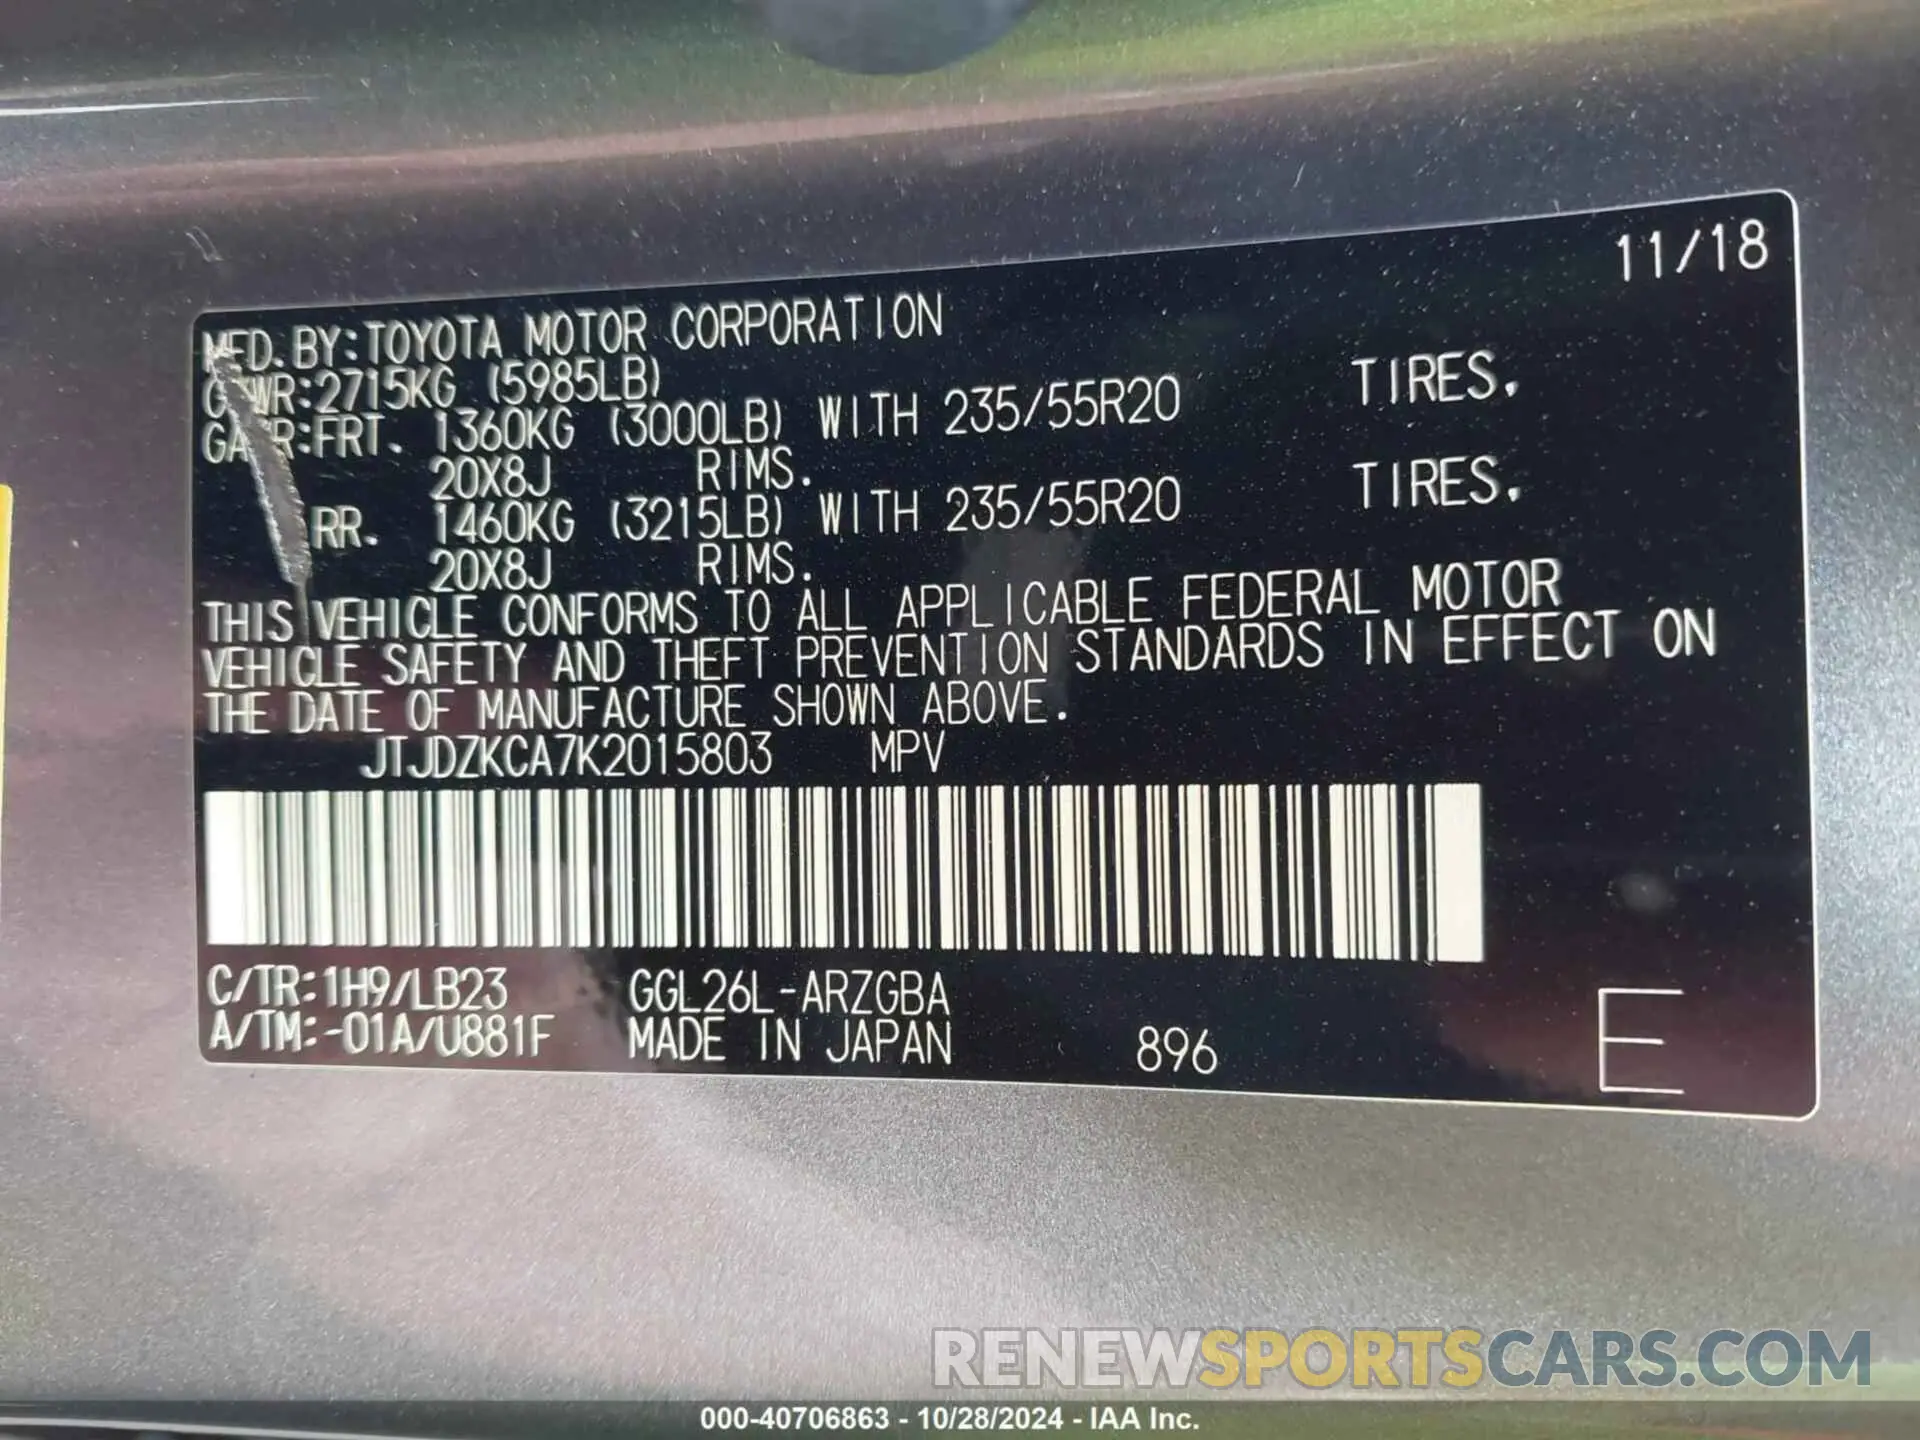 11/18
MFD. BY: TOYOTA MOTOR CORPORATION
GVWR: 2715KG (5985LB)
GAWR: FRT. 1360KG (3000LB) WITH 235/55R20 TIRES,
20X8J RIMS.
RR. 1460KG (3215LB) WITH 235/55R20 TIRES,
20X8J RIMS.
THIS VEHICLE CONFORMS TO ALL APPLICABLE FEDERAL MOTOR
VEHICLE SAFETY AND THEFT PREVENTION STANDARDS IN EFFECT ON
THE DATE OF MANUFACTURE SHOWN ABOVE.
JTJDZKCA7K2015803 MPV
C/TR: 1H9/LB23 GGL26L-ARZGBA
A/TM: -01A/U881F MADE IN JAPAN 896
E
RENEWSPORTSCARS.COM
000-40706863 - 10/28/2024 - IAA Inc.